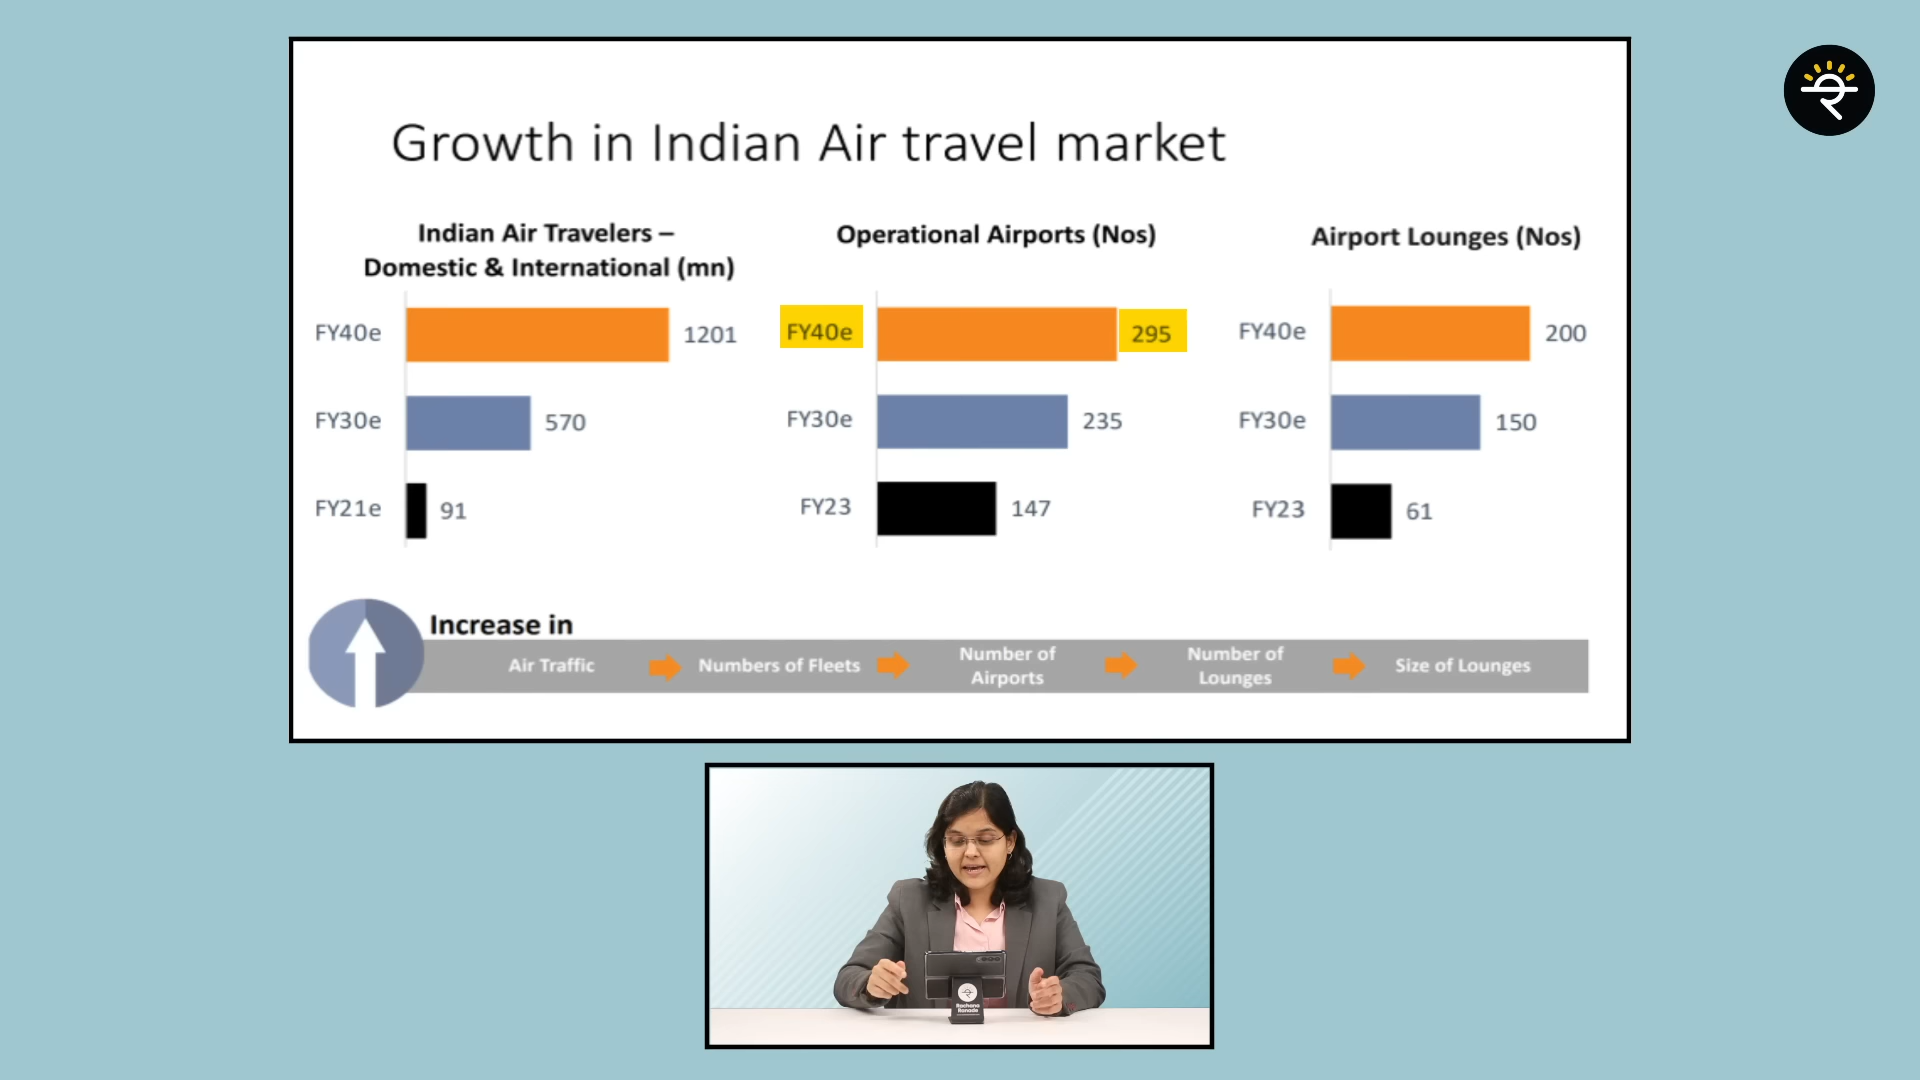 Growth in Indian Air travel market
Indian Air Travelers –
Domestic & International (mn)
FY40e 1201
FY30e 570
FY21e 91
Operational Airports (Nos)
FY40e 295
FY30e 235
FY23 147
Airport Lounges (Nos)
FY40e 200
FY30e 150
FY23 61
Increase in
Air Traffic
Numbers of Fleets
Number of
Airports
Number of
Lounges
Size of Lounges
Rachana
Ranade